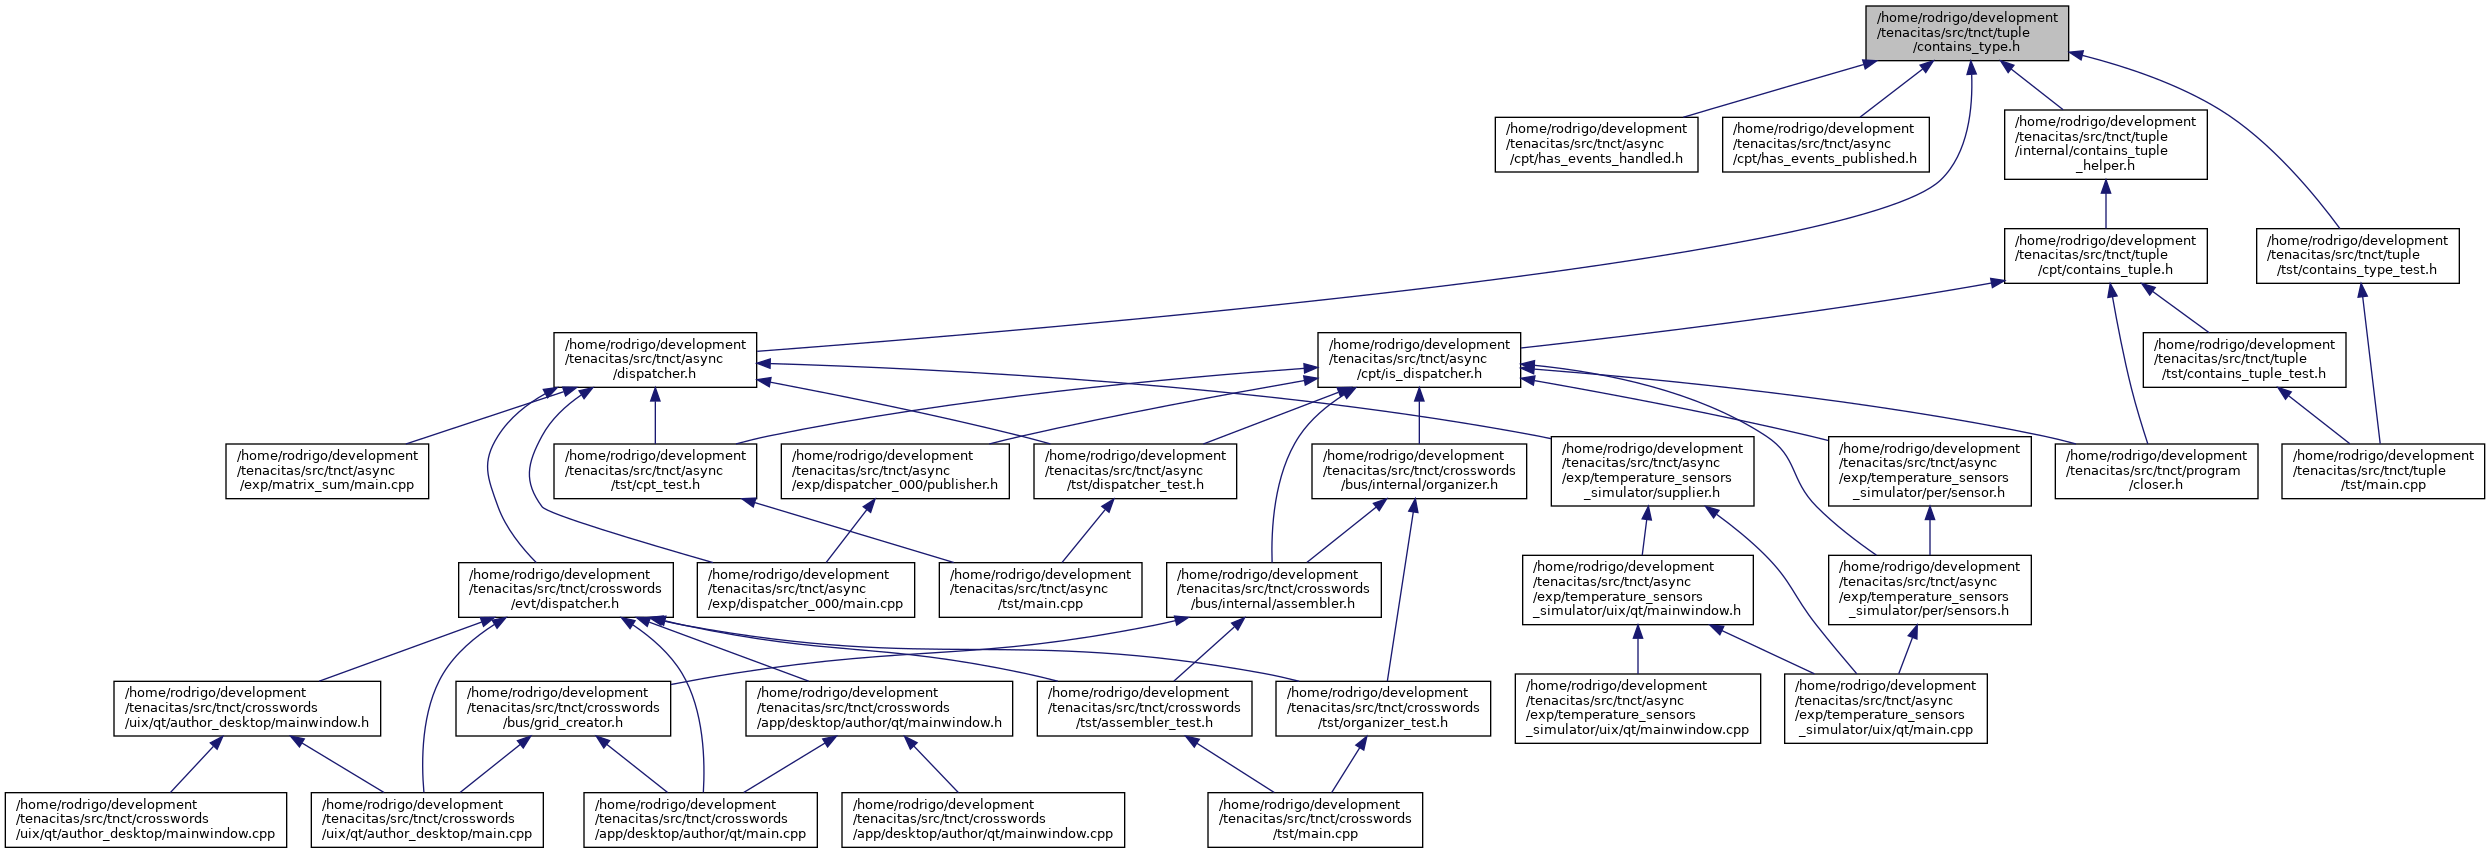 /home/rodrigo/development
/tenacitas/src/tnct/tuple
/contains_type.h
/home/rodrigo/development
/tenacitas/src/tnct/async
/cpt/has_events_handled.h
/home/rodrigo/development
/tenacitas/src/tnct/async
/cpt/has_events_published.h
/home/rodrigo/development
/tenacitas/src/tnct/tuple
/internal/contains_tuple
_helper.h
/home/rodrigo/development
/tenacitas/src/tnct/tuple
/cpt/contains_tuple.h
/home/rodrigo/development
/tenacitas/src/tnct/tuple
/tst/contains_type_test.h
/home/rodrigo/development
/tenacitas/src/tnct/async
/dispatcher.h
/home/rodrigo/development
/tenacitas/src/tnct/async
/cpt/is_dispatcher.h
/home/rodrigo/development
/tenacitas/src/tnct/tuple
/tst/contains_tuple_test.h
/home/rodrigo/development
/tenacitas/src/tnct/async
/exp/matrix_sum/main.cpp
/home/rodrigo/development
/tenacitas/src/tnct/async
/tst/cpt_test.h
/home/rodrigo/development
/tenacitas/src/tnct/async
/exp/dispatcher_000/publisher.h
/home/rodrigo/development
/tenacitas/src/tnct/async
/tst/dispatcher_test.h
/home/rodrigo/development
/tenacitas/src/tnct/crosswords
/bus/internal/organizer.h
/home/rodrigo/development
/tenacitas/src/tnct/async
/exp/temperature_sensors
_simulator/supplier.h
/home/rodrigo/development
/tenacitas/src/tnct/async
/exp/temperature_sensors
_simulator/per/sensor.h
/home/rodrigo/development
/tenacitas/src/tnct/program
/closer.h
/home/rodrigo/development
/tenacitas/src/tnct/tuple
/tst/main.cpp
/home/rodrigo/development
/tenacitas/src/tnct/crosswords
/evt/dispatcher.h
/home/rodrigo/development
/tenacitas/src/tnct/async
/exp/dispatcher_000/main.cpp
/home/rodrigo/development
/tenacitas/src/tnct/async
/tst/main.cpp
/home/rodrigo/development
/tenacitas/src/tnct/crosswords
/bus/internal/assembler.h
/home/rodrigo/development
/tenacitas/src/tnct/async
/exp/temperature_sensors
_simulator/uix/qt/mainwindow.h
/home/rodrigo/development
/tenacitas/src/tnct/async
/exp/temperature_sensors
_simulator/per/sensors.h
/home/rodrigo/development
/tenacitas/src/tnct/crosswords
/uix/qt/author_desktop/mainwindow.h
/home/rodrigo/development
/tenacitas/src/tnct/crosswords
/bus/grid_creator.h
/home/rodrigo/development
/tenacitas/src/tnct/crosswords
/app/desktop/author/qt/mainwindow.h
/home/rodrigo/development
/tenacitas/src/tnct/crosswords
/tst/assembler_test.h
/home/rodrigo/development
/tenacitas/src/tnct/crosswords
/tst/organizer_test.h
/home/rodrigo/development
/tenacitas/src/tnct/async
/exp/temperature_sensors
_simulator/uix/qt/mainwindow.cpp
/home/rodrigo/development
/tenacitas/src/tnct/async
/exp/temperature_sensors
_simulator/uix/qt/main.cpp
/home/rodrigo/development
/tenacitas/src/tnct/crosswords
/uix/qt/author_desktop/mainwindow.cpp
/home/rodrigo/development
/tenacitas/src/tnct/crosswords
/uix/qt/author_desktop/main.cpp
/home/rodrigo/development
/tenacitas/src/tnct/crosswords
/app/desktop/author/qt/main.cpp
/home/rodrigo/development
/tenacitas/src/tnct/crosswords
/app/desktop/author/qt/mainwindow.cpp
/home/rodrigo/development
/tenacitas/src/tnct/crosswords
/tst/main.cpp